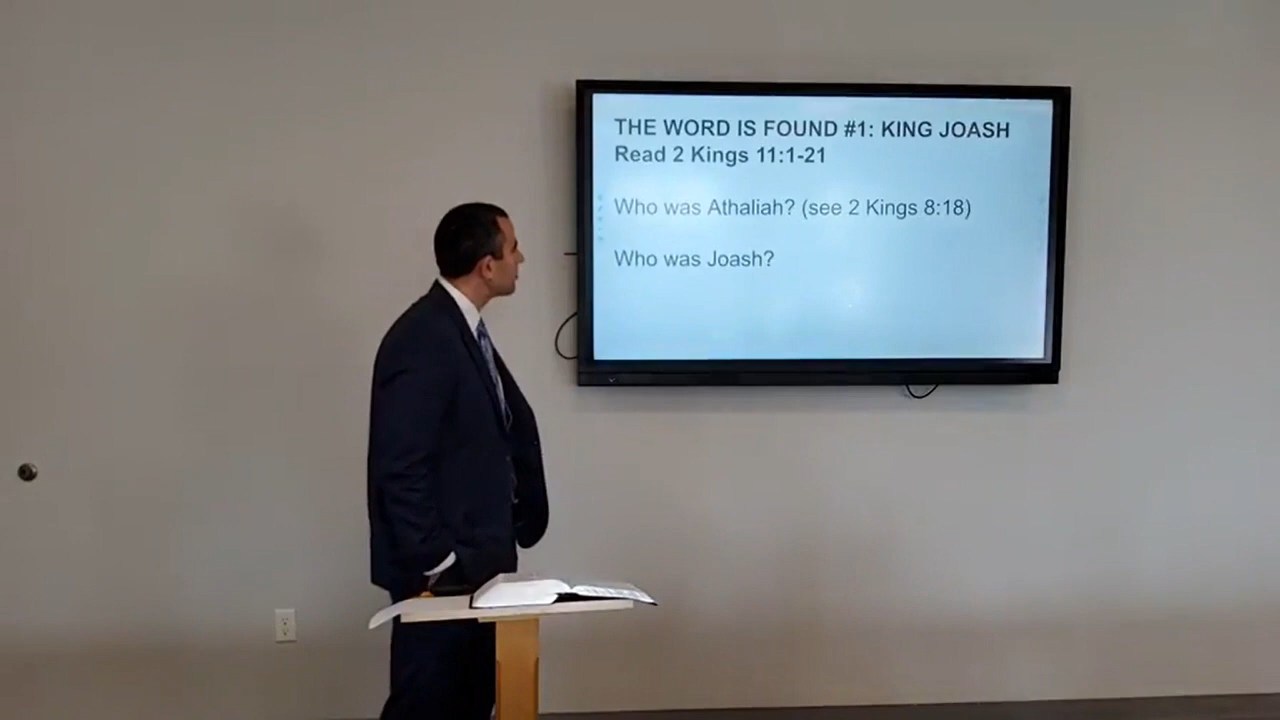 THE WORD IS FOUND #1: KING JOASH
Read 2 Kings 11:1-21
Who was Athaliah? (see 2 Kings 8:18)
Who was Joash?